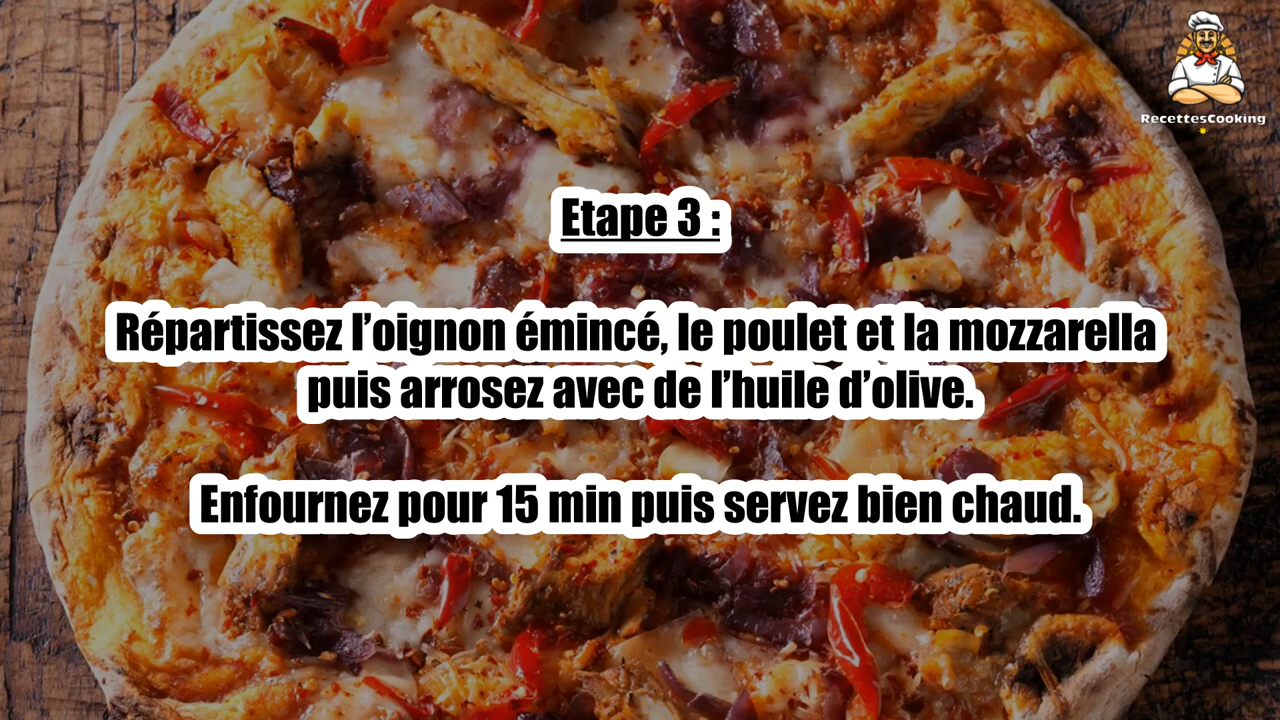 RecettesCooking
Etape 3 :
Répartissez l’oignon émincé, le poulet et la mozzarella
puis arrosez avec de l’huile d’olive.
Enfournez pour 15 min puis servez bien chaud.